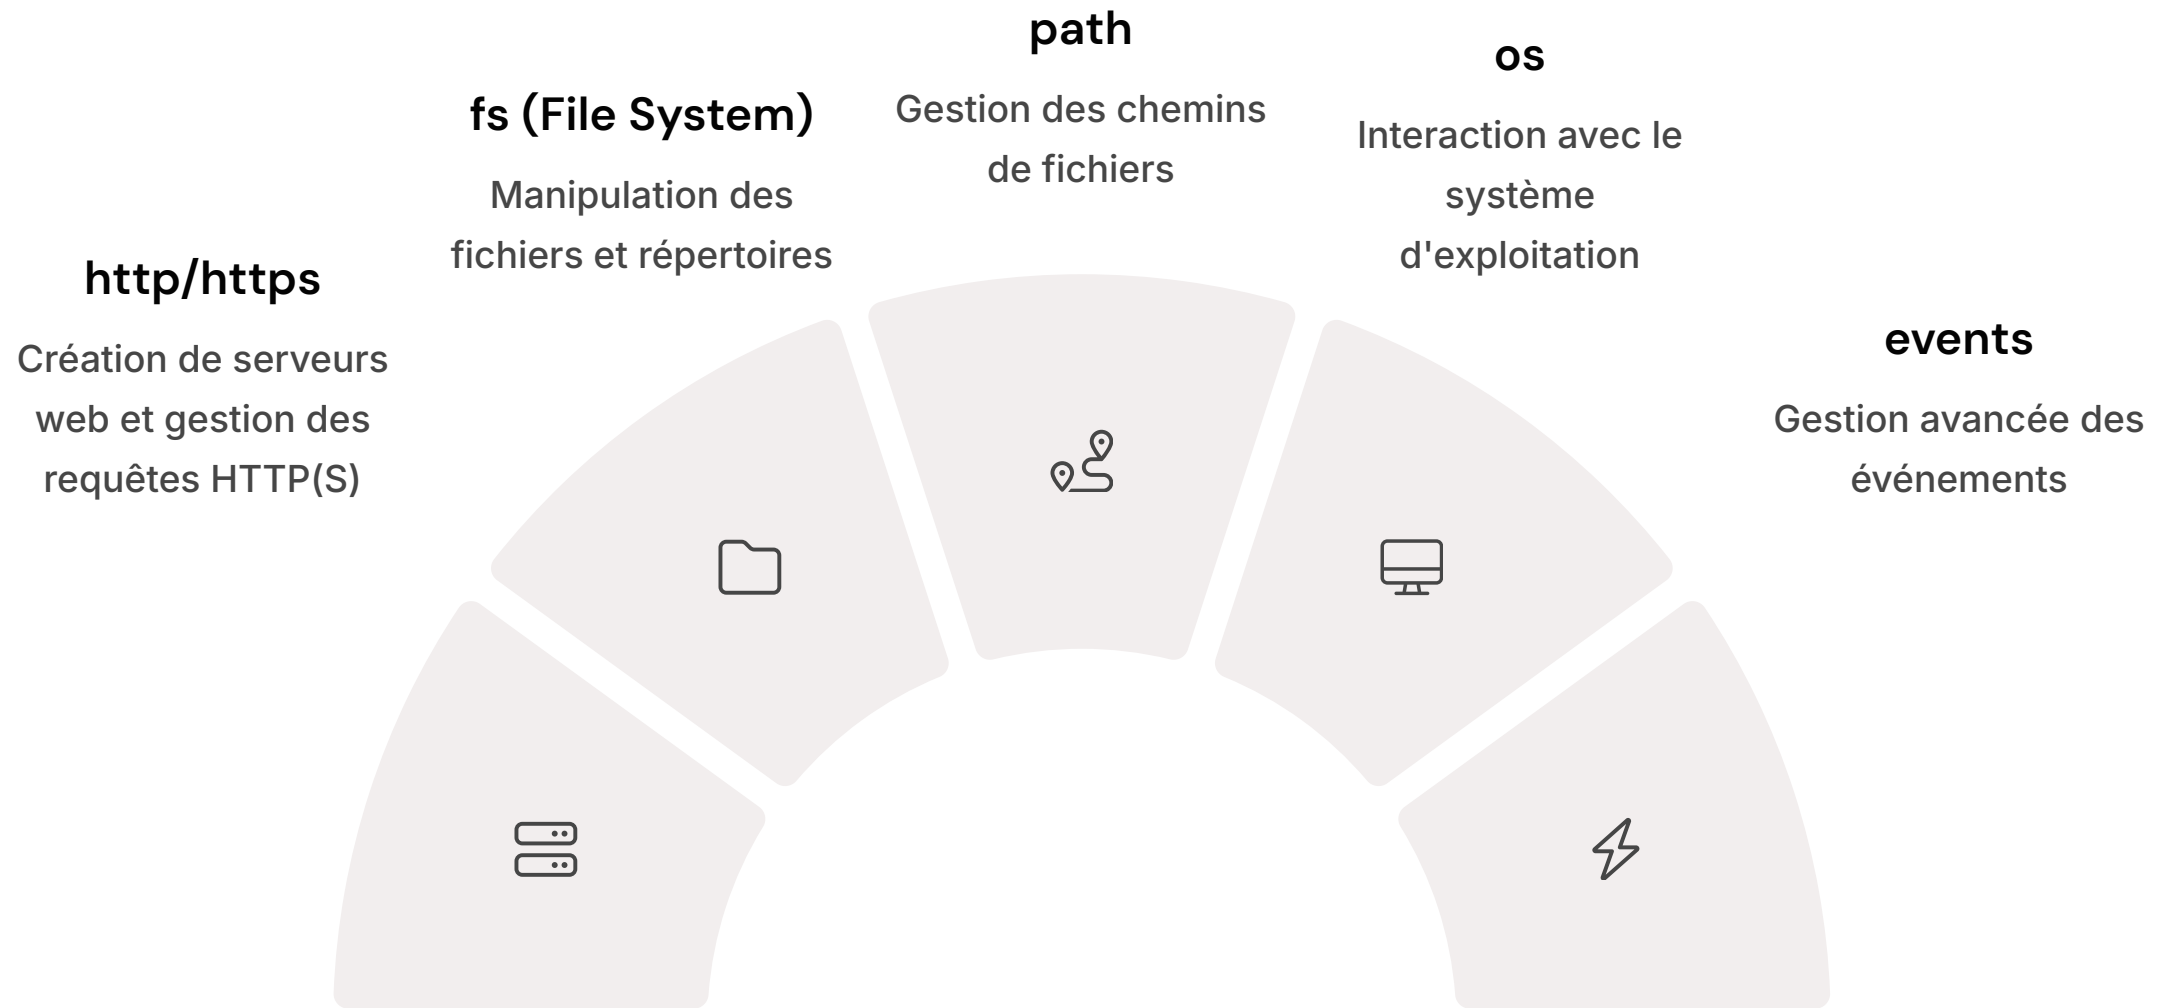 http/https
Création de serveurs
web et gestion des
requêtes HTTP(S)
fs (File System)
Manipulation des
fichiers et répertoires
path
Gestion des chemins
de fichiers
os
Interaction avec le
système
d'exploitation
events
Gestion avancée des
événements